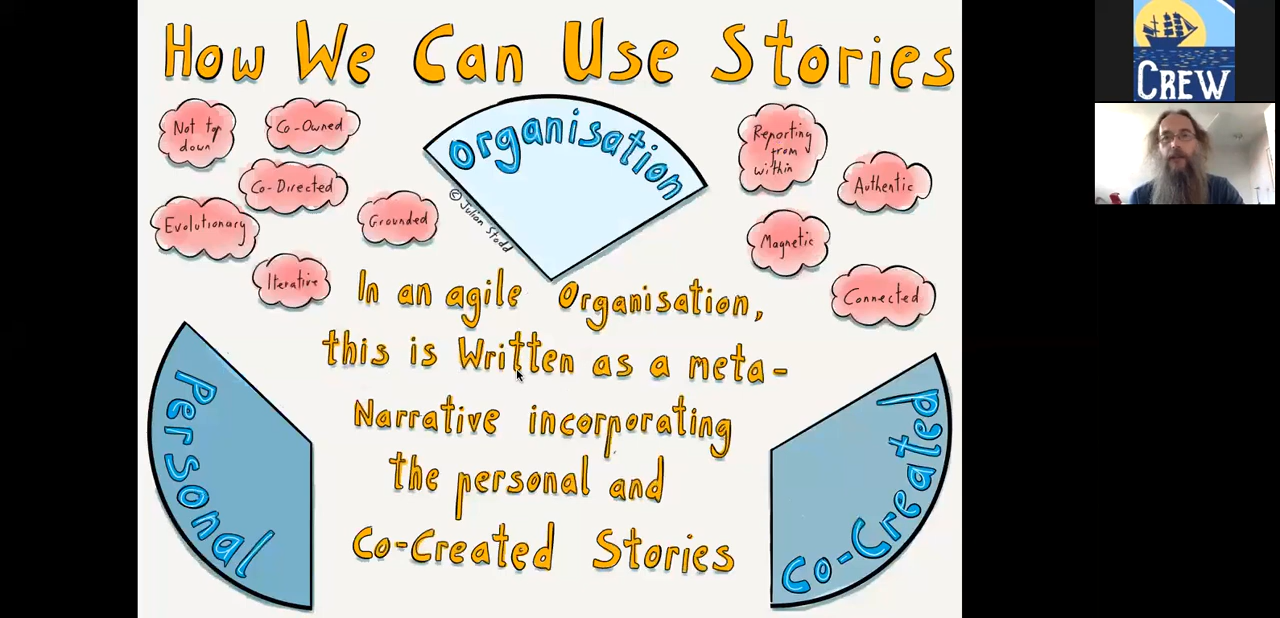 How We Can Use Stories
Not top
down
Co-Owned
Co-Directed
Evolutionary
Grounded
Iterative
Organisation
© Julian Stodd
Reporting
from
within
Authentic
Magnetic
Connected
In an agile Organisation,
this is Written as a meta-
Narrative incorporating
the personal and
Co-Created Stories
Personal
Co-Created
CREW